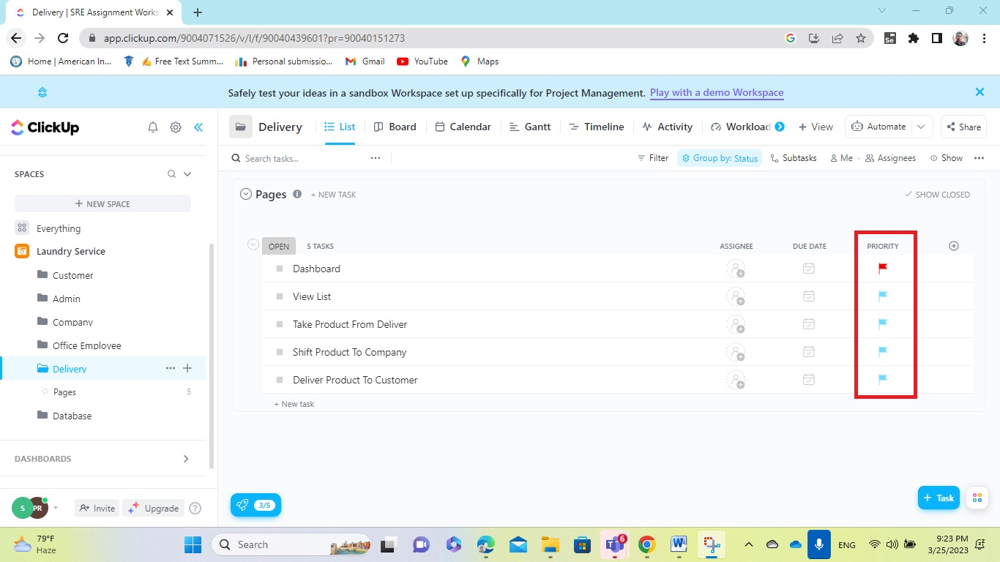 Delivery | SRE Assignment Works
app.clickup.com/9004071526/v/l/f/90040439601?pr=90040151273
Se
Home | American In...
Free Text Summ...
Personal submissio...
Gmail
YouTube
Maps
Safely test your ideas in a sandbox Workspace set up specifically for Project Management. Play with a demo Workspace
ClickUp
Delivery
List
Board
Calendar
Gantt
Timeline
Activity
Workload
+ View
Automate
Share
Search tasks...
Filter
Group by: Status
Subtasks
Me
Assignees
Show
SPACES
+ NEW SPACE
Everything
Laundry Service
Customer
Admin
Company
Office Employee
Delivery
Pages 5
Database
DASHBOARDS
S PR
Invite
Upgrade
?
Pages
+ NEW TASK
SHOW CLOSED
OPEN 5 TASKS ASSIGNEE DUE DATE PRIORITY
Dashboard
View List
Take Product From Deliver
Shift Product To Company
Deliver Product To Customer
+ New task
3/5
+ Task
79°F
Haze
Search
6
ENG
9:23 PM
3/25/2023